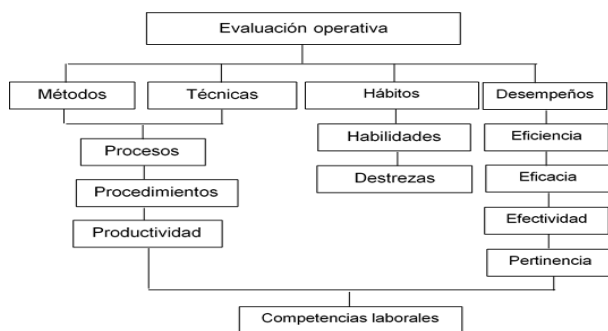 Evaluación operativa
Métodos
Técnicas
Hábitos
Desempeños
Procesos
Habilidades
Eficiencia
Procedimientos
Destrezas
Eficacia
Productividad
Efectividad
Pertinencia
Competencias laborales